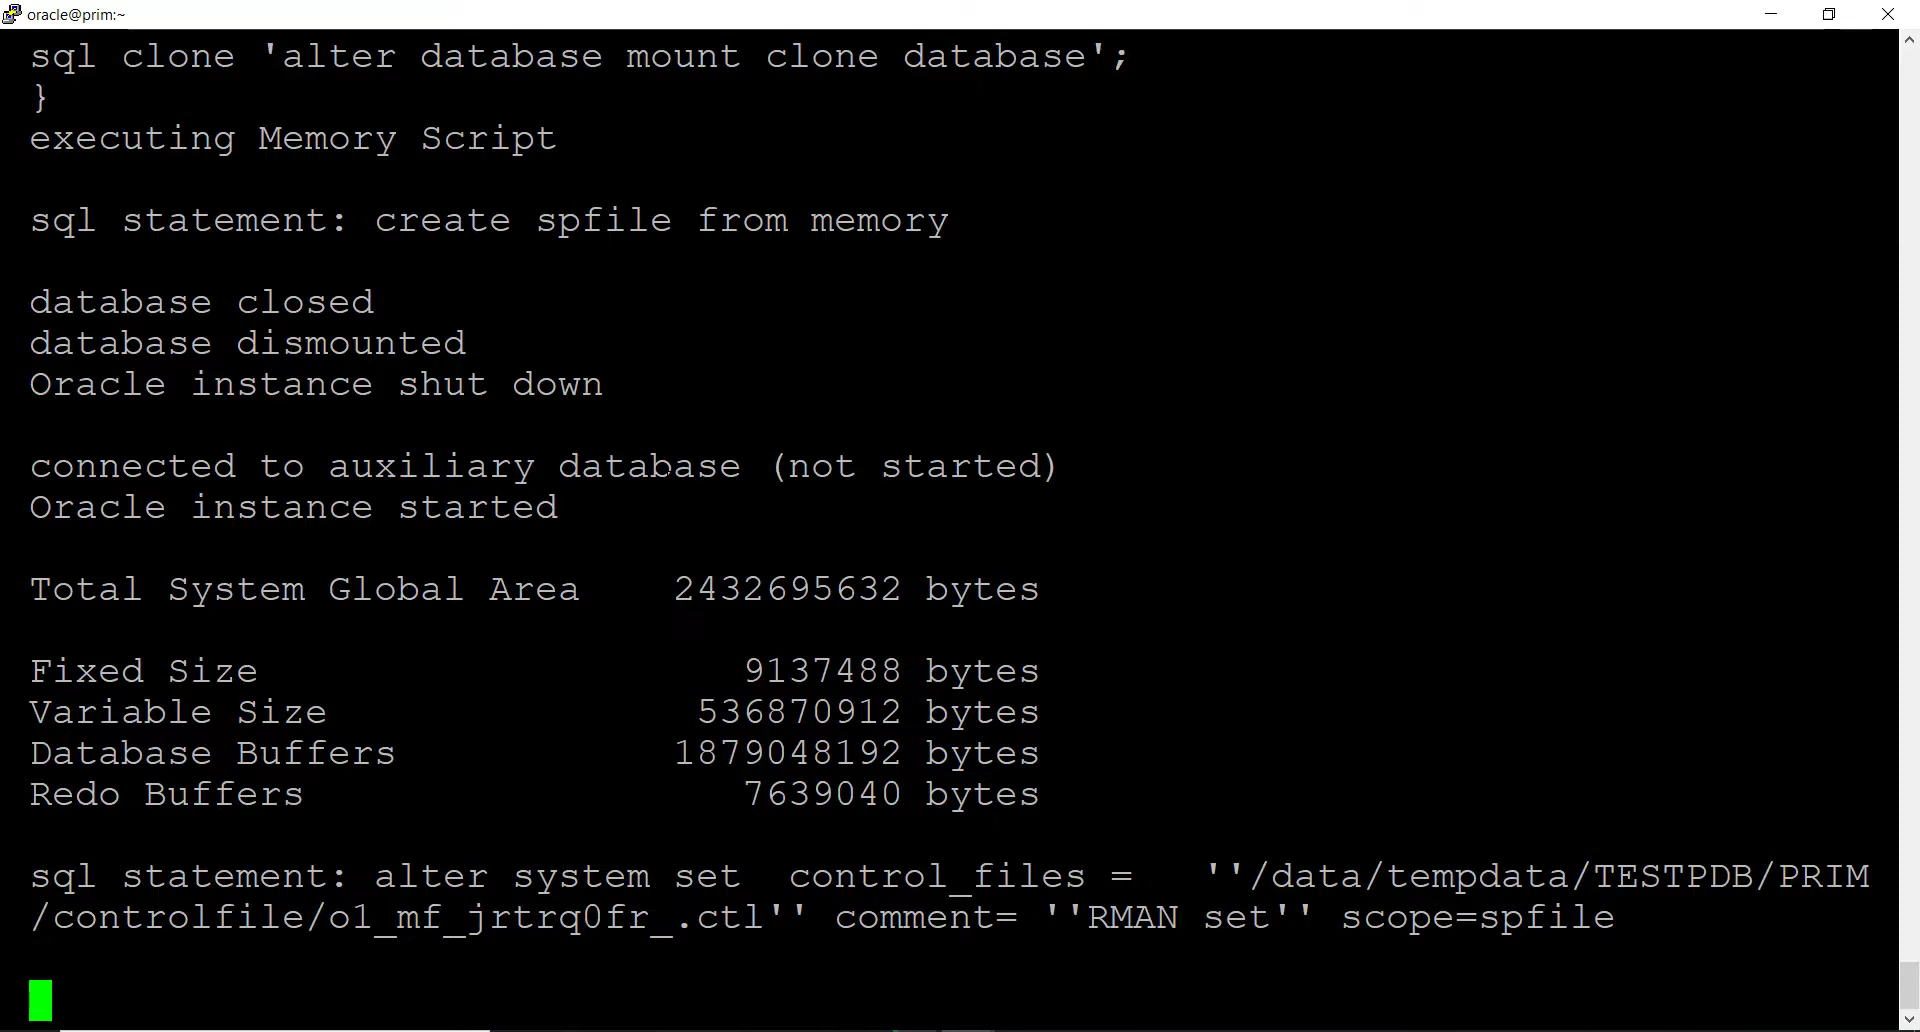 oracle@prim:~
sql clone 'alter database mount clone database';
}
executing Memory Script
sql statement: create spfile from memory
database closed
database dismounted
Oracle instance shut down
connected to auxiliary database (not started)
Oracle instance started
Total System Global Area    2432695632 bytes
Fixed Size                     9137488 bytes
Variable Size                536870912 bytes
Database Buffers            1879048192 bytes
Redo Buffers                   7639040 bytes
sql statement: alter system set  control_files =   ''/data/tempdata/TESTPDB/PRIM
/controlfile/o1_mf_jrtrq0fr_.ctl'' comment= ''RMAN set'' scope=spfile